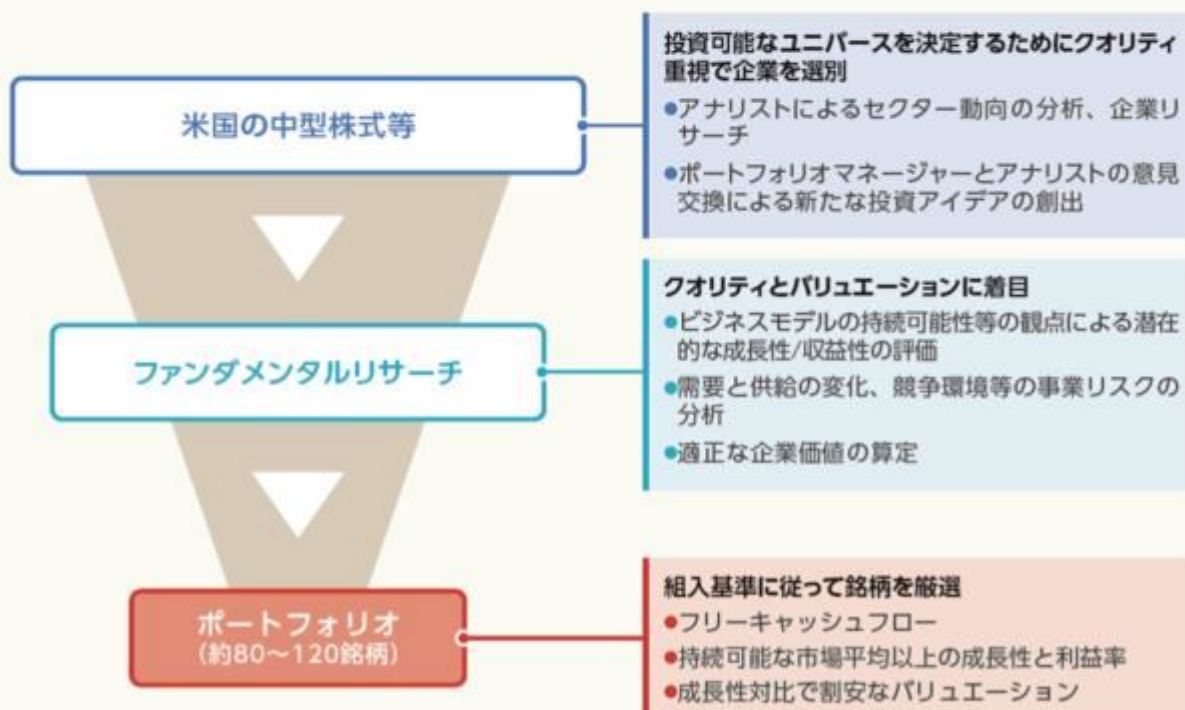 米国の中型株式等
投資可能なユニバースを決定するためにクオリティ
重視で企業を選別
●アナリストによるセクター動向の分析、企業リ
サーチ
●ポートフォリオマネージャーとアナリストの意見
交換による新たな投資アイデアの創出
ファンダメンタルリサーチ
クオリティとバリュエーションに着目
●ビジネスモデルの持続可能性等の観点による潜在
的な成長性/収益性の評価
●需要と供給の変化、競争環境等の事業リスクの
分析
●適正な企業価値の算定
ポートフォリオ
(約80〜120銘柄)
組入基準に従って銘柄を厳選
●フリーキャッシュフロー
●持続可能な市場平均以上の成長性と利益率
●成長性対比で割安なバリュエーション